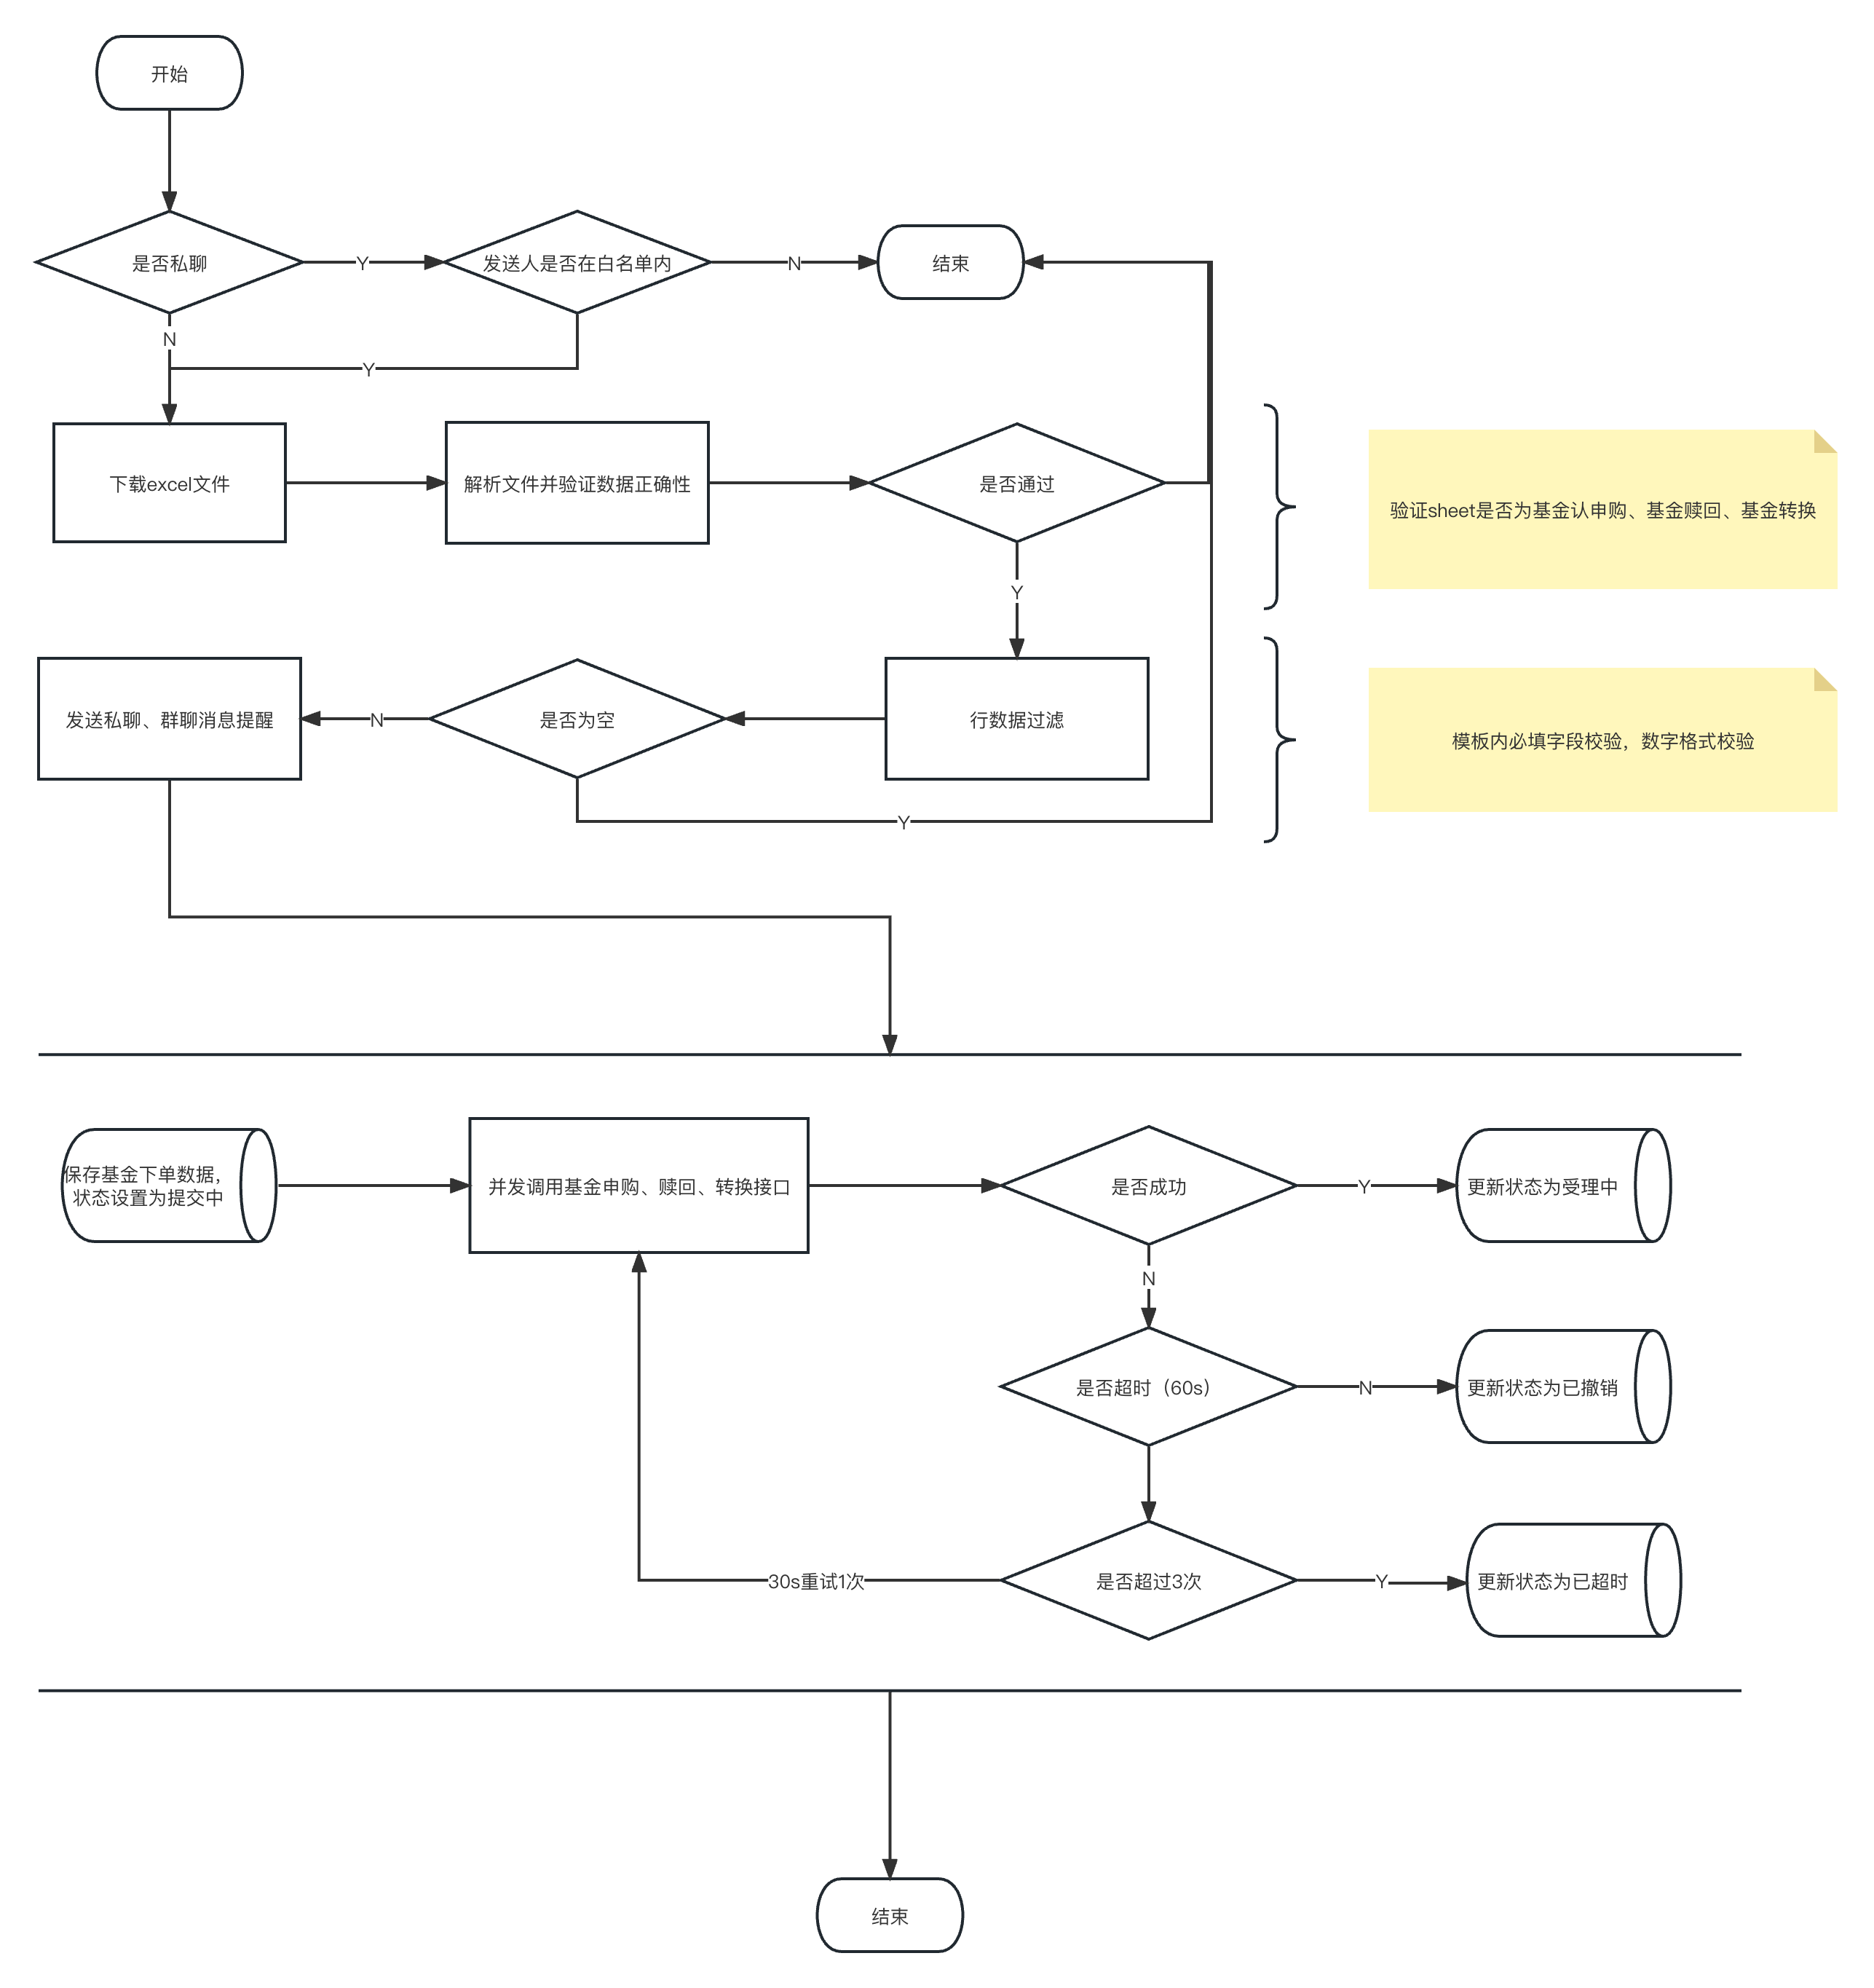 开始
是否私聊
Y
发送人是否在白名单内
N
结束
N
Y
下载excel文件
解析文件并验证数据正确性
是否通过
验证sheet是否为基金认申购、基金赎回、基金转换
Y
发送私聊、群聊消息提醒
N
是否为空
行数据过滤
模板内必填字段校验，数字格式校验
Y
保存基金下单数据，
状态设置为提交中
并发调用基金申购、赎回、转换接口
是否成功
Y
更新状态为受理中
N
是否超时（60s）
N
更新状态为已撤销
30s重试1次
是否超过3次
Y
更新状态为已超时
结束